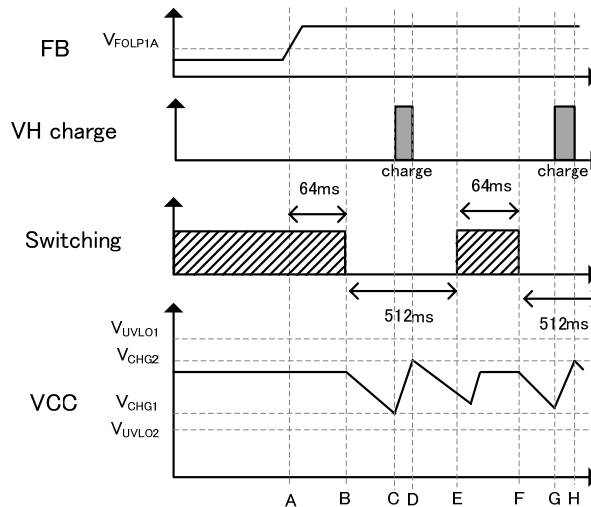 FB
VFOLP1A
VH charge
charge
charge
64ms
64ms
Switching
512ms
512ms
VUVLO1
VCHG2
VCC
VCHG1
VUVLO2
A B C D E F G H